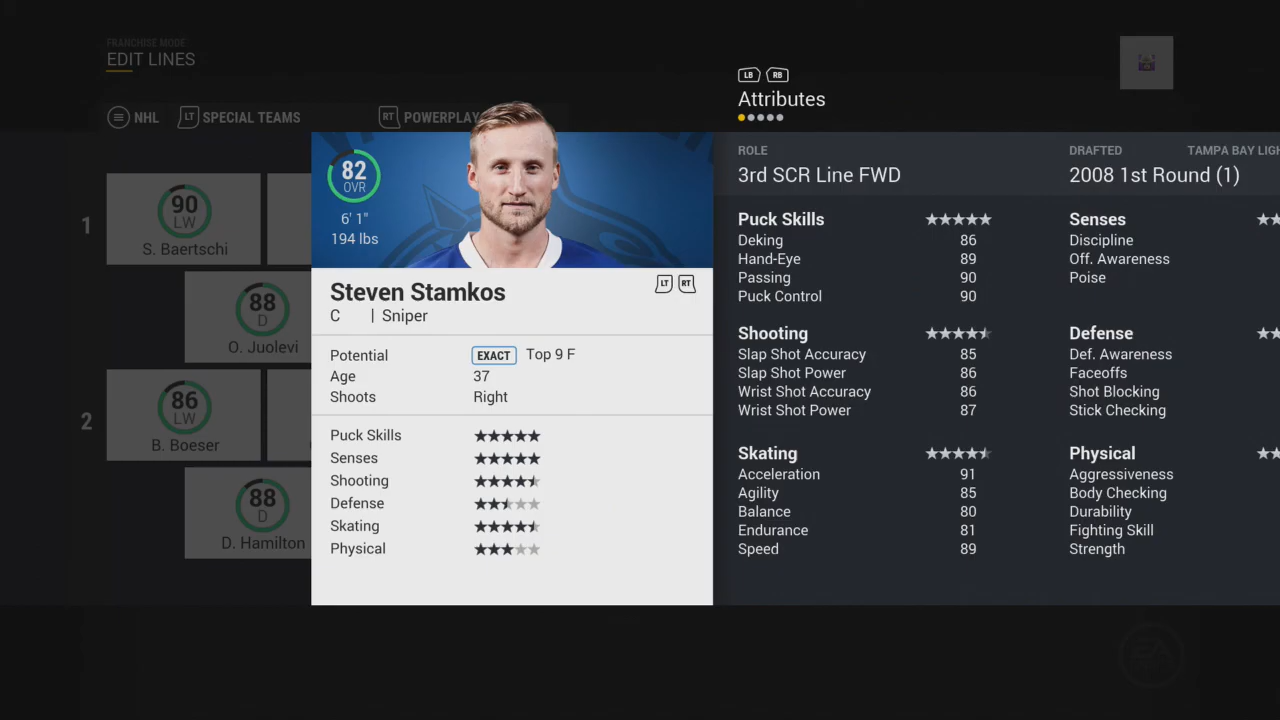 FRANCHISE MODE
EDIT LINES
NHL LT SPECIAL TEAMS RT POWERPLAY
LB RB
Attributes
1
90
LW
S. Baertschi
88
D
O. Juolevi
2
86
LW
B. Boeser
88
D
D. Hamilton
82
OVR
6' 1"
194 lbs
Steven Stamkos
LT RT
C | Sniper
Potential EXACT Top 9 F
Age 37
Shoots Right
Puck Skills ★★★★★
Senses ★★★★★
Shooting
Defense
Skating
Physical
ROLE
3rd SCR Line FWD
DRAFTED TAMPA BAY LIGH
2008 1st Round (1)
Puck Skills
Deking 86
Hand-Eye 89
Passing 90
Puck Control 90
Shooting
Slap Shot Accuracy 85
Slap Shot Power 86
Wrist Shot Accuracy 86
Wrist Shot Power 87
Skating
Acceleration 91
Agility 85
Balance 80
Endurance 81
Speed 89
Senses
Discipline
Off. Awareness
Poise
Defense
Def. Awareness
Faceoffs
Shot Blocking
Stick Checking
Physical
Aggressiveness
Body Checking
Durability
Fighting Skill
Strength
EA